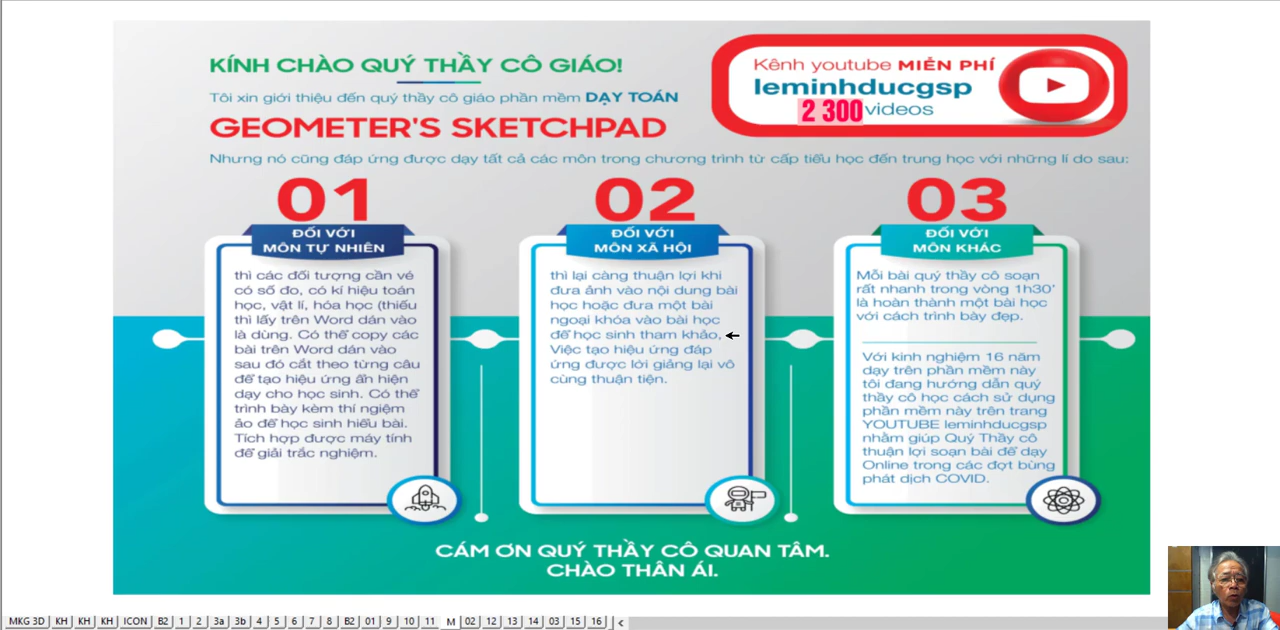 KÍNH CHÀO QUÝ THẦY CÔ GIÁO!
Tôi xin giới thiệu đến quý thầy cô giáo phần mềm DẠY TOÁN
GEOMETER'S SKETCHPAD
Kênh youtube MIỄN PHÍ
leminhducgsp
2 300 videos
Nhưng nó cũng đáp ứng được dạy tất cả các môn trong chương trình từ cấp tiểu học đến trung học với những lí do sau:
01
ĐỐI VỚI
MÔN TỰ NHIÊN
thì các đối tượng cần vẽ
có số đo, có kí hiệu toán
học, vật lí, hóa học (thiếu
thì lấy trên Word dán vào
là dùng. Có thể copy các
bài trên Word dán vào
sau đó cắt theo từng câu
để tạo hiệu ứng ẩn hiện
dạy cho học sinh. Có thể
trình bày kèm thí ngiệm
ảo để học sinh hiểu bài.
Tích hợp được máy tính
để giải trắc nghiệm.
02
ĐỐI VỚI
MÔN XÃ HỘI
thì lại càng thuận lợi khi
đưa ảnh vào nội dung bài
học hoặc đưa một bài
ngoại khóa vào bài học
để học sinh tham khảo,
Việc tạo hiệu ứng đáp
ứng được lời giảng lại vô
cùng thuận tiện.
03
ĐỐI VỚI
MÔN KHÁC
Mỗi bài quý thầy cô soạn
rất nhanh trong vòng 1h30'
là hoàn thành một bài học
với cách trình bày đẹp.
Với kinh nghiệm 16 năm
dạy trên phần mềm này
tôi đang hướng dẫn quý
thầy cô học cách sử dụng
phần mềm này trên trang
YOUTUBE leminhducgsp
nhằm giúp Quý Thầy cô
thuận lợi soạn bài để dạy
Online trong các đợt bùng
phát dịch COVID.
CÁM ƠN QUÝ THẦY CÔ QUAN TÂM.
CHÀO THÂN ÁI.
MKG 3D KH KH KH ICON B2 1 2 3a 3b 4 5 6 7 8 B2 01 9 10 11 M 02 12 13 14 03 15 16